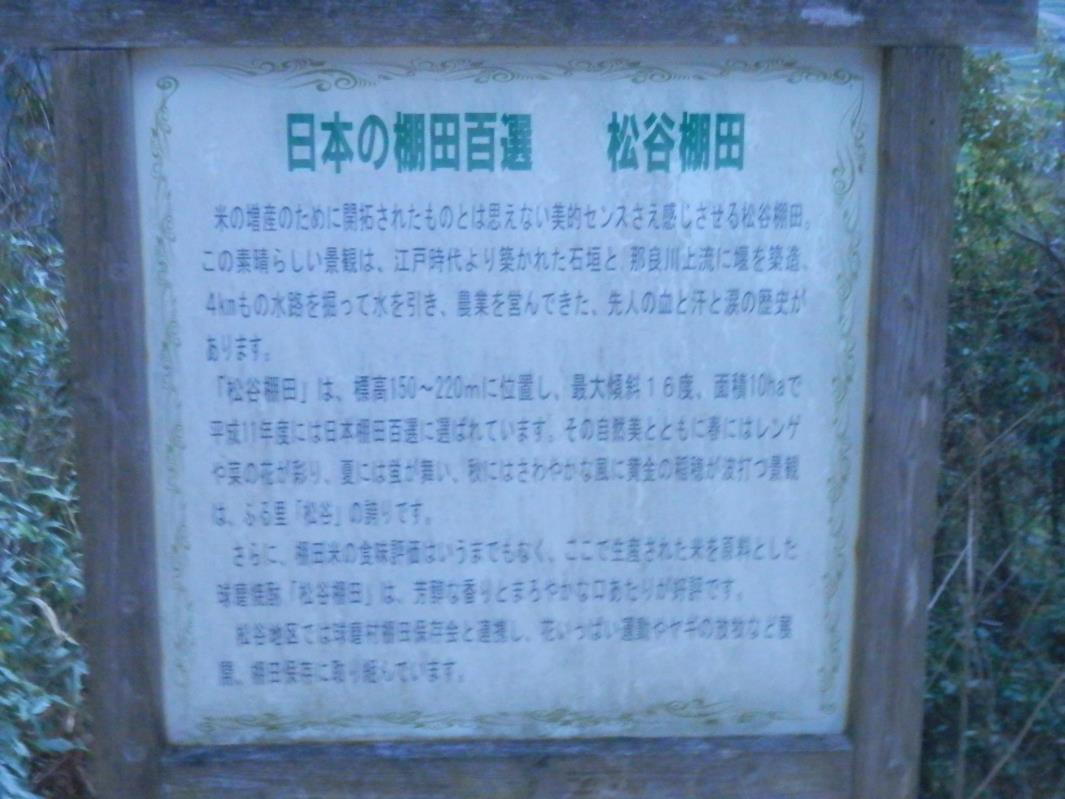 日本の棚田百選　松谷棚田
米の増産のために開拓されたものとは思えない美的センスさえ感じさせる松谷棚田。
この素晴らしい景観は、江戸時代より築かれた石垣と、那良川上流に堰を築造、
4kmもの水路を掘って水を引き、農業を営んできた、先人の血と汗と涙の歴史が
あります。
「松谷棚田」は、標高150～220mに位置し、最大傾斜１６度、面積10haで
平成11年度には日本棚田百選に選ばれています。その自然美とともに春にはレンゲ
や菜の花が彩り、夏には蛍が舞い、秋にはさわやかな風に黄金の稲穂が波打つ景観
は、ふる里「松谷」の誇りです。
さらに、棚田米の食味評価はいうまでもなく、ここで生産された米を原料とした
球磨焼酎「松谷棚田」は、芳醇な香りとまろやかな口あたりが好評です。
松谷地区では球磨村棚田保存会と連携し、花いっぱい運動やヤギの放牧など展
開、棚田保存に取り組んでいます。